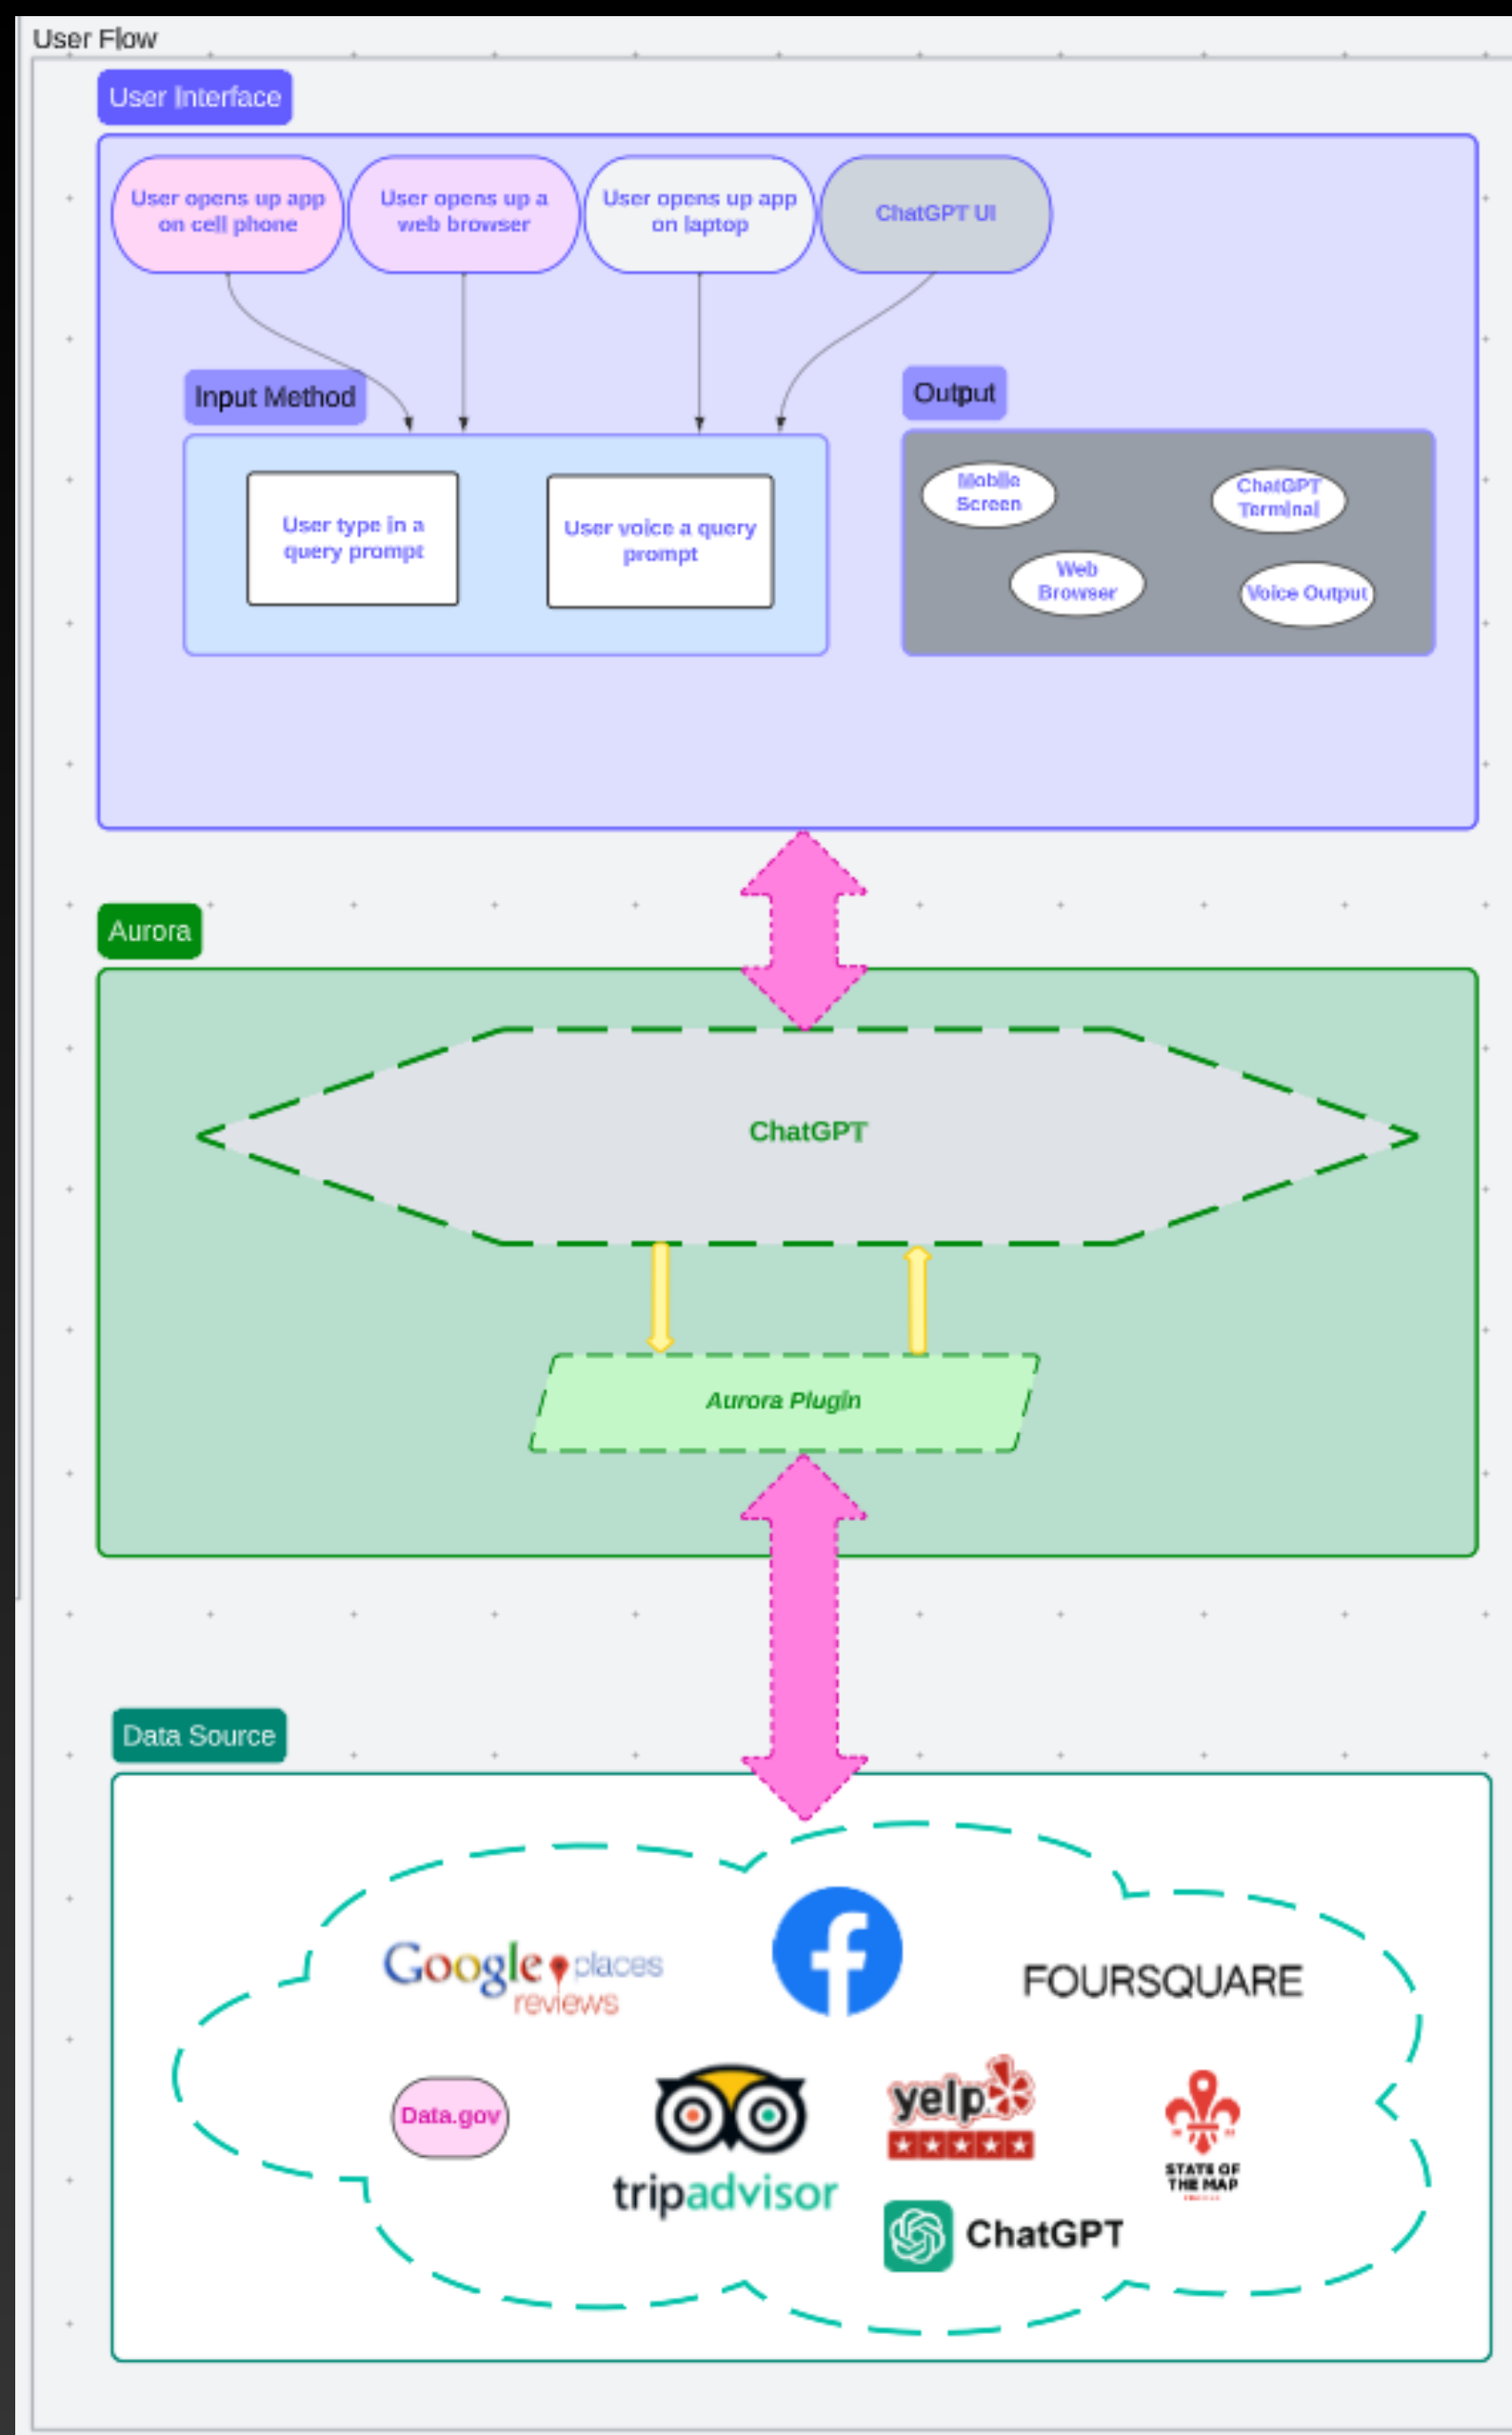 User Flow
User Interface
User opens up app
on cell phone
User opens up a
web browser
User opens up app
on laptop
ChatGPT UI
Input Method
User type in a
query prompt
User voice a query
prompt
Output
Mobile
Screen
ChatGPT
Terminal
Web
Browser
Voice Output
Aurora
ChatGPT
Aurora Plugin
Data Source
Google places
reviews
FOURSQUARE
Data.gov
tripadvisor
yelp
STATE OF
THE MAP
ChatGPT